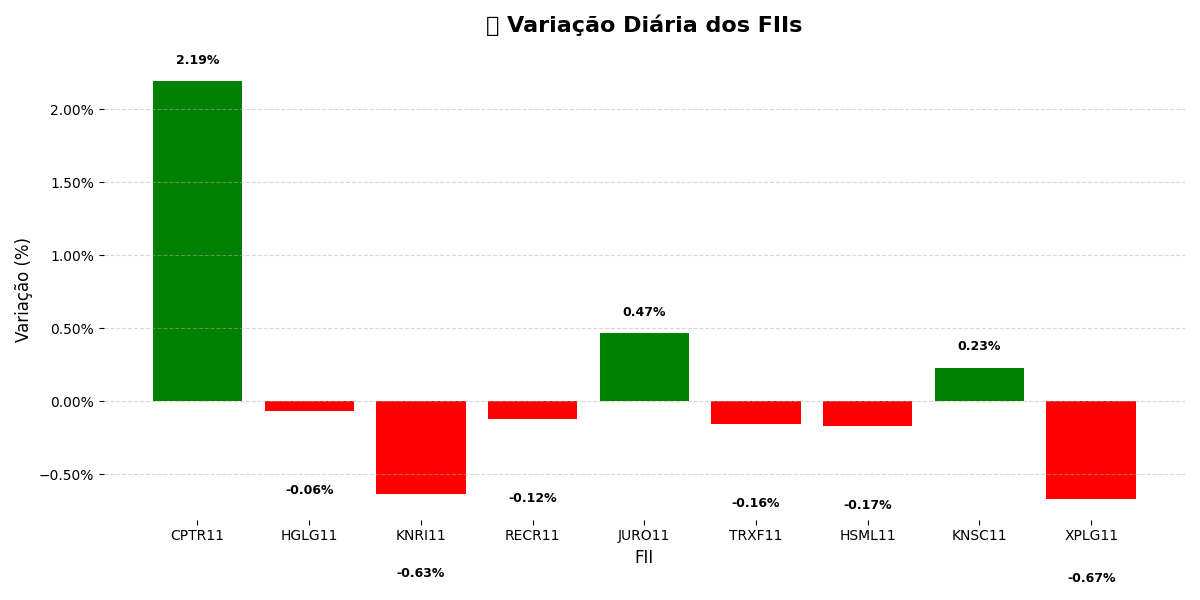 Variação Diária dos FIIs
2.19%
2.00%
1.50%
1.00%
0.50%
0.00%
−0.50%
Variação (%)
0.47%
0.23%
-0.06%
-0.12%
-0.16%
-0.17%
CPTR11
HGLG11
KNRI11
RECR11
JURO11
TRXF11
HSML11
KNSC11
XPLG11
FII
-0.63%
-0.67%